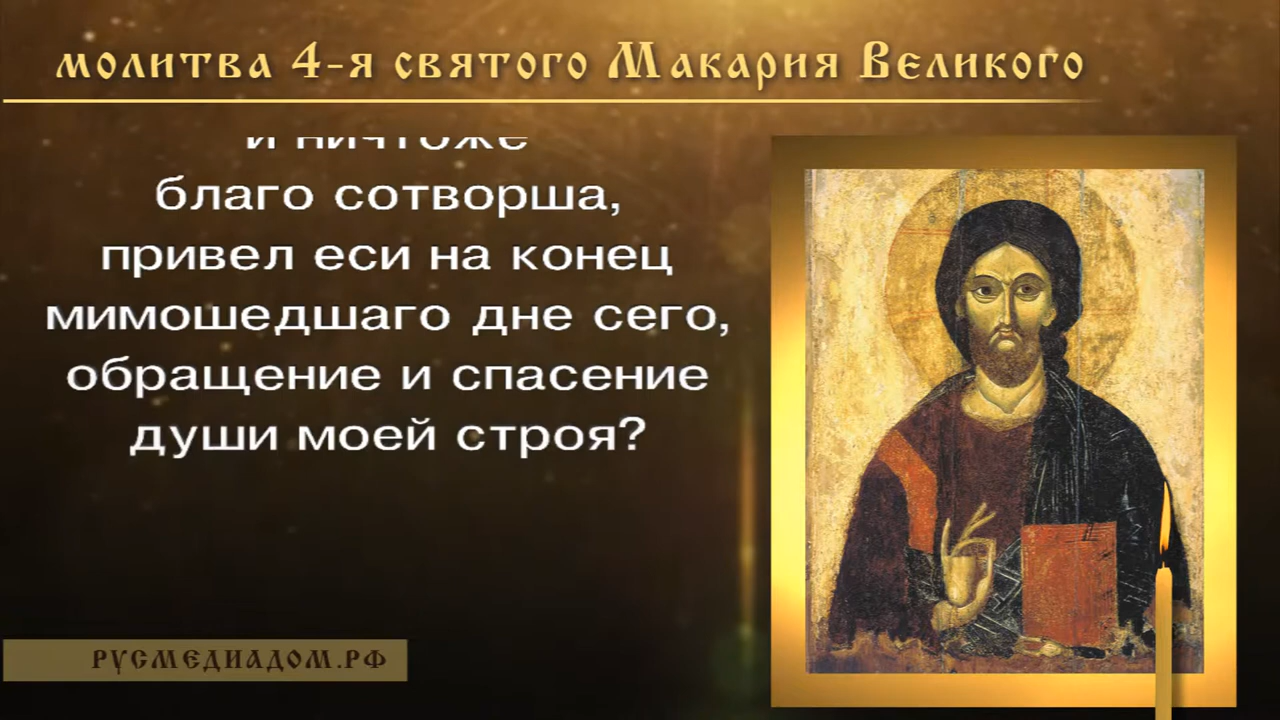 молитва 4-я святого Макария Великого
и ничтоже
благо сотворша,
привел еси на конец
мимошедшаго дне сего,
обращение и спасение
души моей строя?
РУСМЕДИАДОМ.РФ